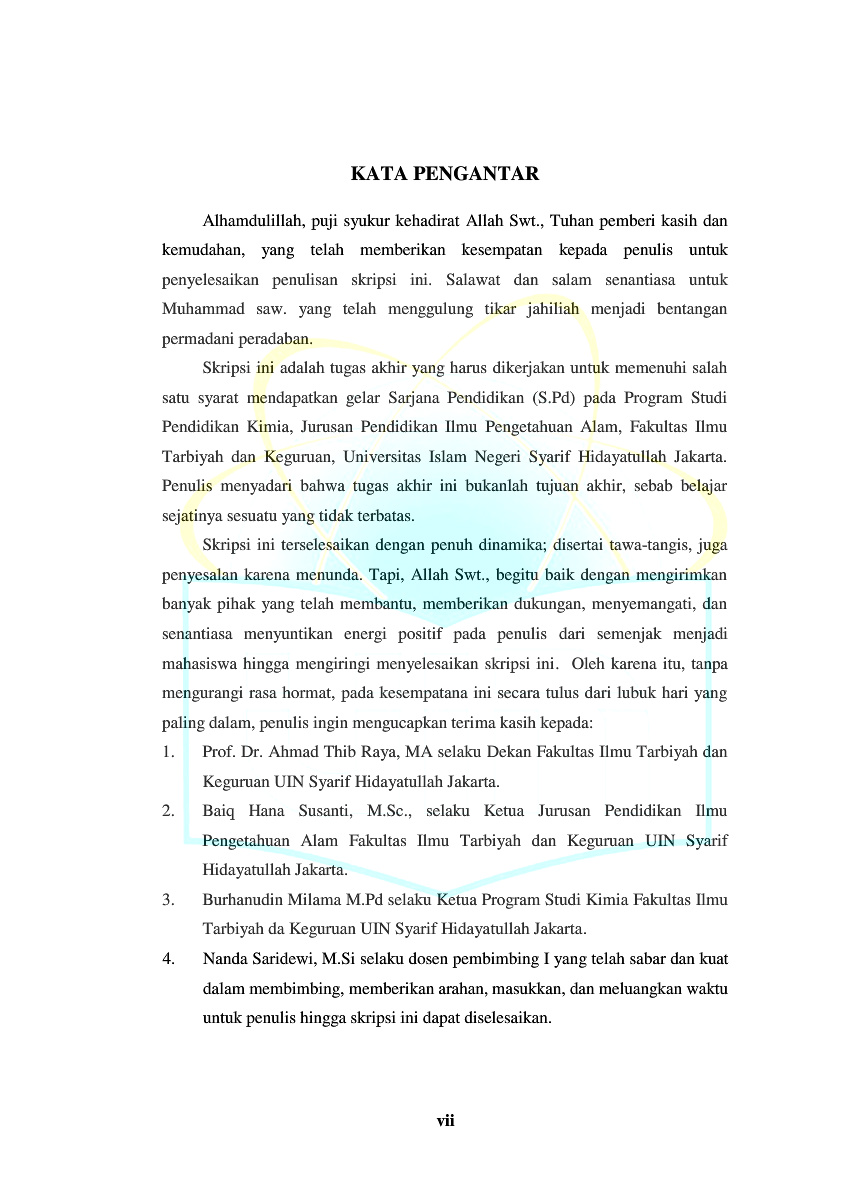 KATA PENGANTAR
Alhamdulillah, puji syukur kehadirat Allah Swt., Tuhan pemberi kasih dan
kemudahan, yang telah memberikan kesempatan kepada penulis untuk
penyelesaikan penulisan skripsi ini. Salawat dan salam senantiasa untuk
Muhammad saw. yang telah menggulung tikar jahiliah menjadi bentangan
permadani peradaban.
Skripsi ini adalah tugas akhir yang harus dikerjakan untuk memenuhi salah
satu syarat mendapatkan gelar Sarjana Pendidikan (S.Pd) pada Program Studi
Pendidikan Kimia, Jurusan Pendidikan Ilmu Pengetahuan Alam, Fakultas Ilmu
Tarbiyah dan Keguruan, Universitas Islam Negeri Syarif Hidayatullah Jakarta.
Penulis menyadari bahwa tugas akhir ini bukanlah tujuan akhir, sebab belajar
sejatinya sesuatu yang tidak terbatas.
Skripsi ini terselesaikan dengan penuh dinamika; disertai tawa-tangis, juga
penyesalan karena menunda. Tapi, Allah Swt., begitu baik dengan mengirimkan
banyak pihak yang telah membantu, memberikan dukungan, menyemangati, dan
senantiasa menyuntikan energi positif pada penulis dari semenjak menjadi
mahasiswa hingga mengiringi menyelesaikan skripsi ini. Oleh karena itu, tanpa
mengurangi rasa hormat, pada kesempatana ini secara tulus dari lubuk hari yang
paling dalam, penulis ingin mengucapkan terima kasih kepada:
1. Prof. Dr. Ahmad Thib Raya, MA selaku Dekan Fakultas Ilmu Tarbiyah dan
Keguruan UIN Syarif Hidayatullah Jakarta.
2. Baiq Hana Susanti, M.Sc., selaku Ketua Jurusan Pendidikan Ilmu
Pengetahuan Alam Fakultas Ilmu Tarbiyah dan Keguruan UIN Syarif
Hidayatullah Jakarta.
3. Burhanudin Milama M.Pd selaku Ketua Program Studi Kimia Fakultas Ilmu
Tarbiyah da Keguruan UIN Syarif Hidayatullah Jakarta.
4. Nanda Saridewi, M.Si selaku dosen pembimbing I yang telah sabar dan kuat
dalam membimbing, memberikan arahan, masukkan, dan meluangkan waktu
untuk penulis hingga skripsi ini dapat diselesaikan.
vii